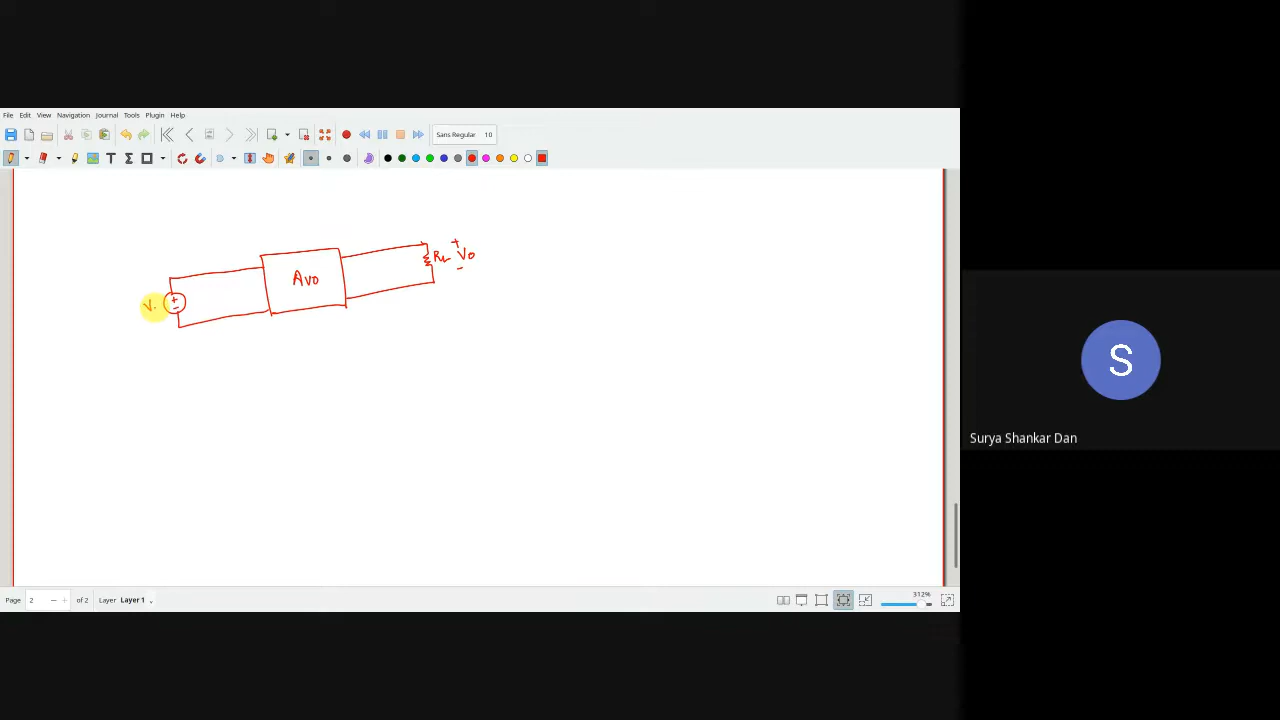 File Edit View Navigation Journal Tools Plugin Help
Sans Regular 10
T Σ
+
RL Vo
-
Avo
V.
+
-
S
Surya Shankar Dan
Page 2 of 2 Layer Layer 1 312%